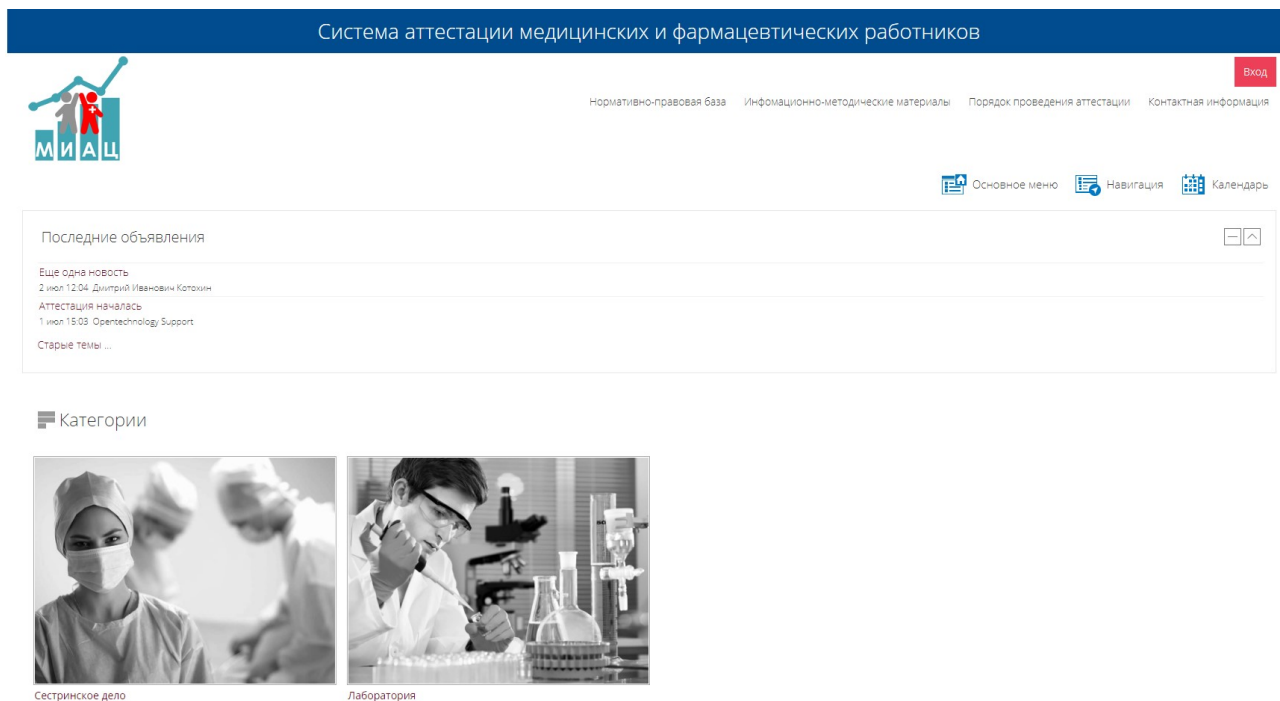 Система аттестации медицинских и фармацевтических работников
Вход
Нормативно-правовая база Инфомационно-методические материалы Порядок проведения аттестации Контактная информация
МИАЦ
Основное меню Навигация Календарь
Последние объявления
Еще одна новость
2 июл 12:04 Дмитрий Иванович Котохин
Аттестация началась
1 июл 15:03 Opentechnology Support
Старые темы ...
Категории
Сестринское дело Лаборатория